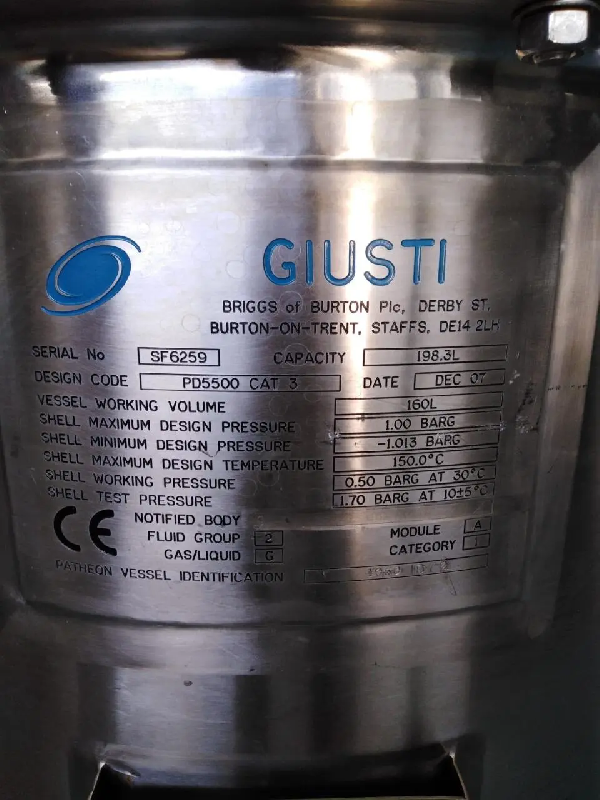 GIUSTI
BRIGGS of BURTON Plc, DERBY ST.
BURTON-ON-TRENT, STAFFS, DE14 2LH
SERIAL No SF6259 CAPACITY 198.3L
DESIGN CODE PD5500 CAT 3 DATE DEC 07
VESSEL WORKING VOLUME 160L
SHELL MAXIMUM DESIGN PRESSURE 1.00 BARG
SHELL MINIMUM DESIGN PRESSURE -1.013 BARG
SHELL MAXIMUM DESIGN TEMPERATURE 150.0°C
SHELL WORKING PRESSURE 0.50 BARG AT 30°C
SHELL TEST PRESSURE 1.70 BARG AT 10±5°C
CE NOTIFIED BODY
FLUID GROUP 2 MODULE A
GAS/LIQUID G CATEGORY I
PATHEON VESSEL IDENTIFICATION